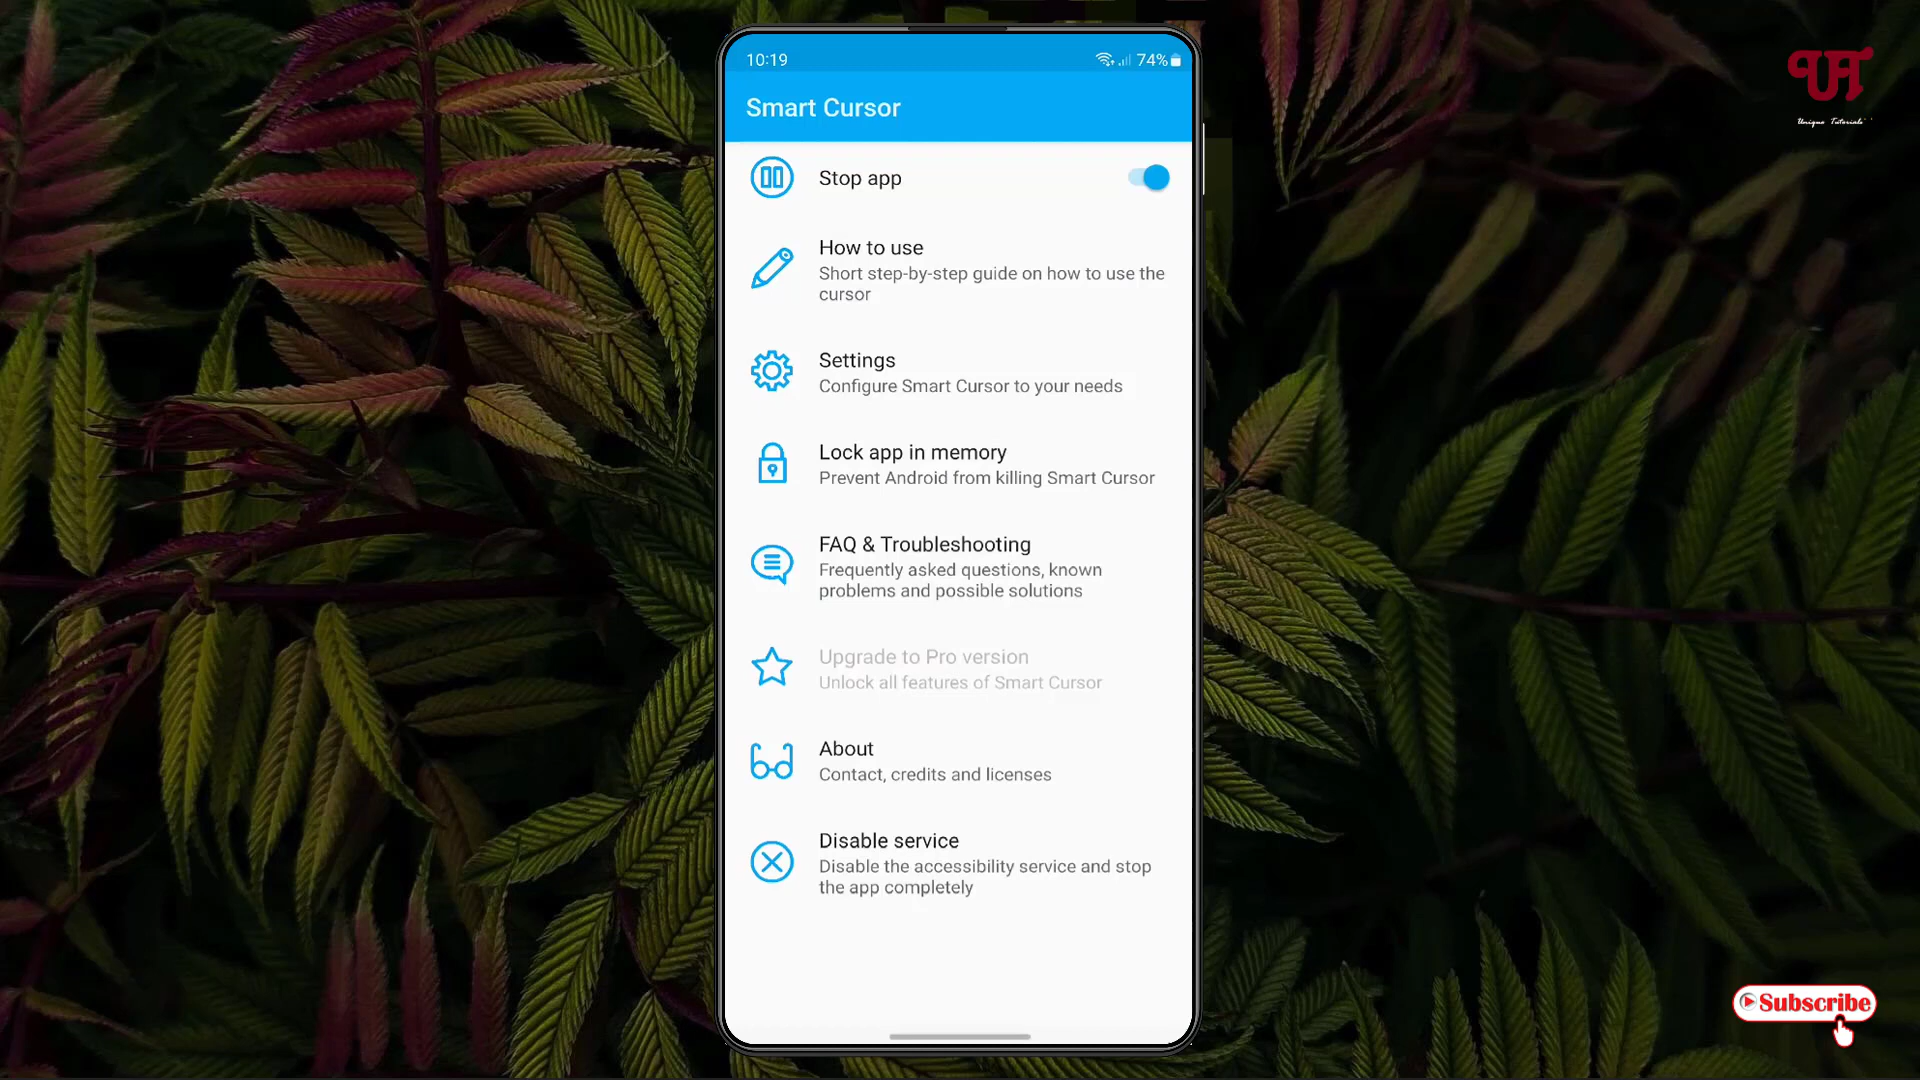 10:19
74%
Smart Cursor
Stop app
How to use
Short step-by-step guide on how to use the
cursor
Settings
Configure Smart Cursor to your needs
Lock app in memory
Prevent Android from killing Smart Cursor
FAQ & Troubleshooting
Frequently asked questions, known
problems and possible solutions
Upgrade to Pro version
Unlock all features of Smart Cursor
About
Contact, credits and licenses
Disable service
Disable the accessibility service and stop
the app completely
UT
Unique Tutorials
Subscribe